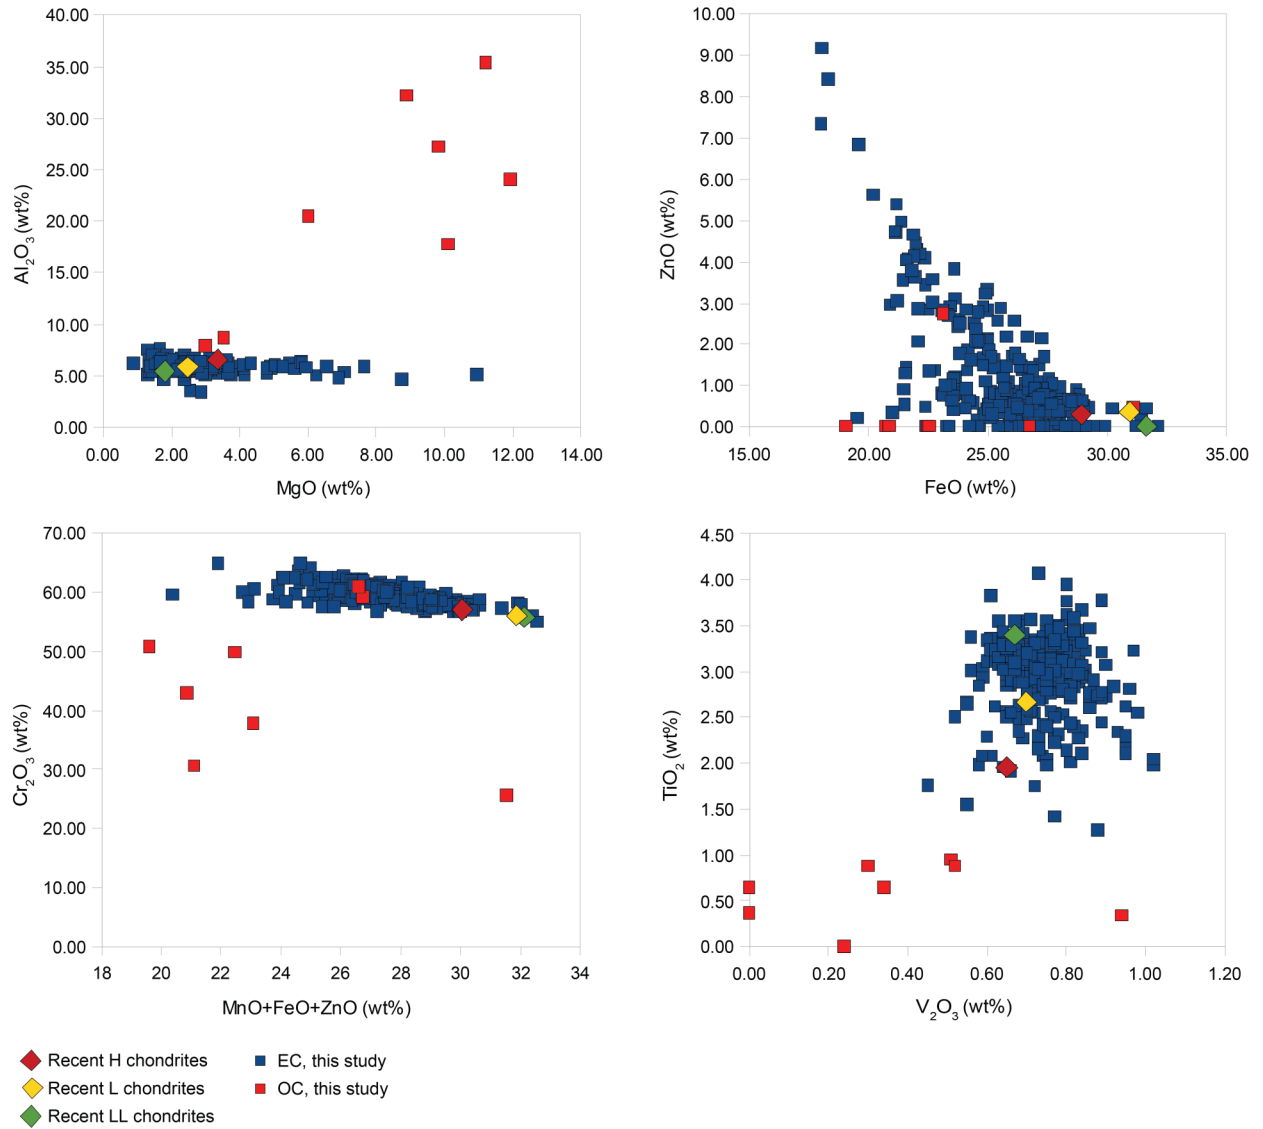 40.00
35.00
30.00
25.00
20.00
15.00
10.00
5.00
0.00
Al2O3 (wt%)
0.00 2.00 4.00 6.00 8.00 10.00 12.00 14.00
MgO (wt%)
10.00
9.00
8.00
7.00
6.00
5.00
4.00
3.00
2.00
1.00
0.00
ZnO (wt%)
15.00 20.00 25.00 30.00 35.00
FeO (wt%)
70.00
60.00
50.00
40.00
30.00
20.00
10.00
0.00
Cr2O3 (wt%)
18 20 22 24 26 28 30 32 34
MnO+FeO+ZnO (wt%)
4.50
4.00
3.50
3.00
2.50
2.00
1.50
1.00
0.50
0.00
TiO2 (wt%)
0.00 0.20 0.40 0.60 0.80 1.00 1.20
V2O3 (wt%)
Recent H chondrites
Recent L chondrites
Recent LL chondrites
EC, this study
OC, this study